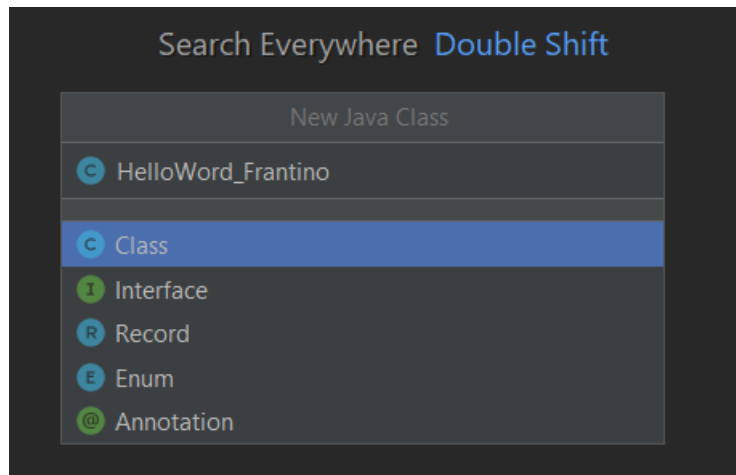 Search Everywhere Double Shift
New Java Class
C HelloWord_Frantino
C Class
I Interface
R Record
E Enum
@ Annotation